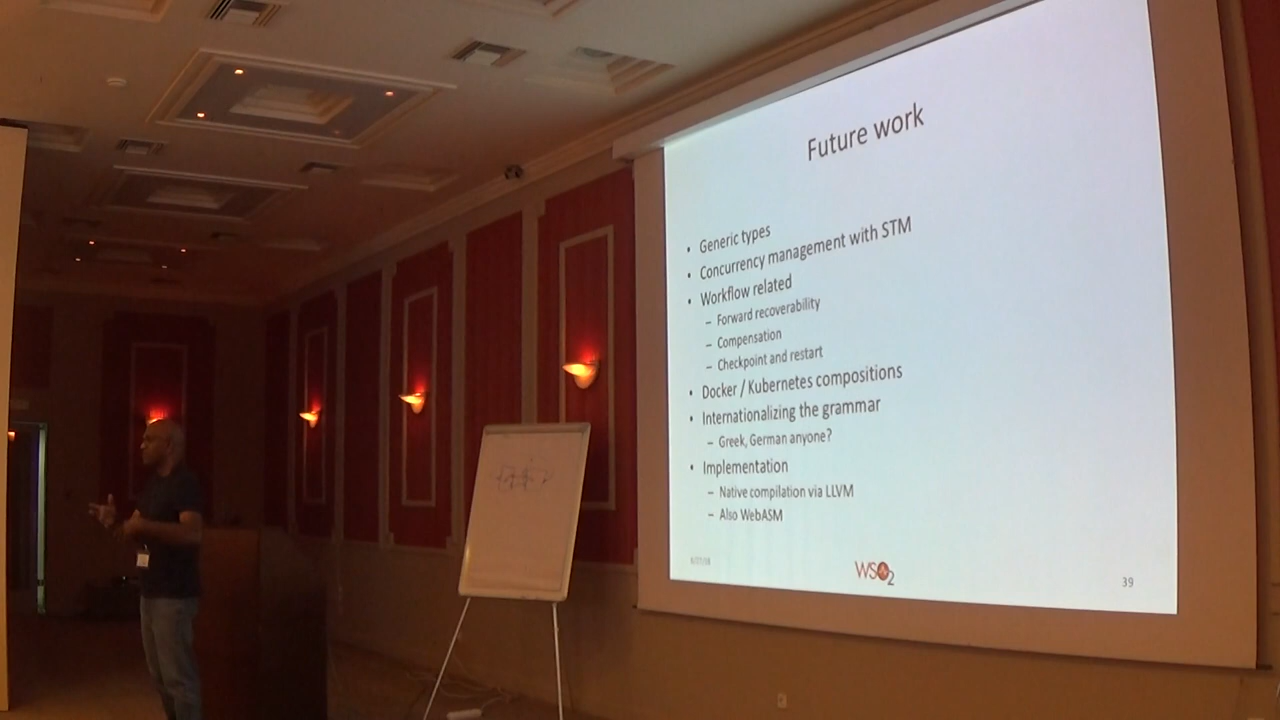 Future work
• Generic types
• Concurrency management with STM
• Workflow related
– Forward recoverability
– Compensation
– Checkpoint and restart
• Docker / Kubernetes compositions
• Internationalizing the grammar
– Greek, German anyone?
• Implementation
– Native compilation via LLVM
– Also WebASM
WSO2
39